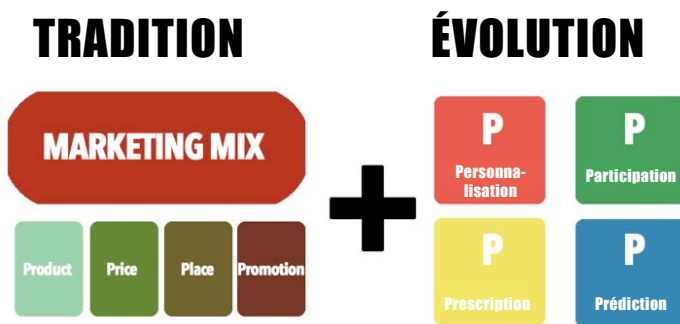 TRADITION
MARKETING MIX
Product
Price
Place
Promotion
ÉVOLUTION
P
Personna-
lisation
P
Participation
P
Prescription
P
Prédiction